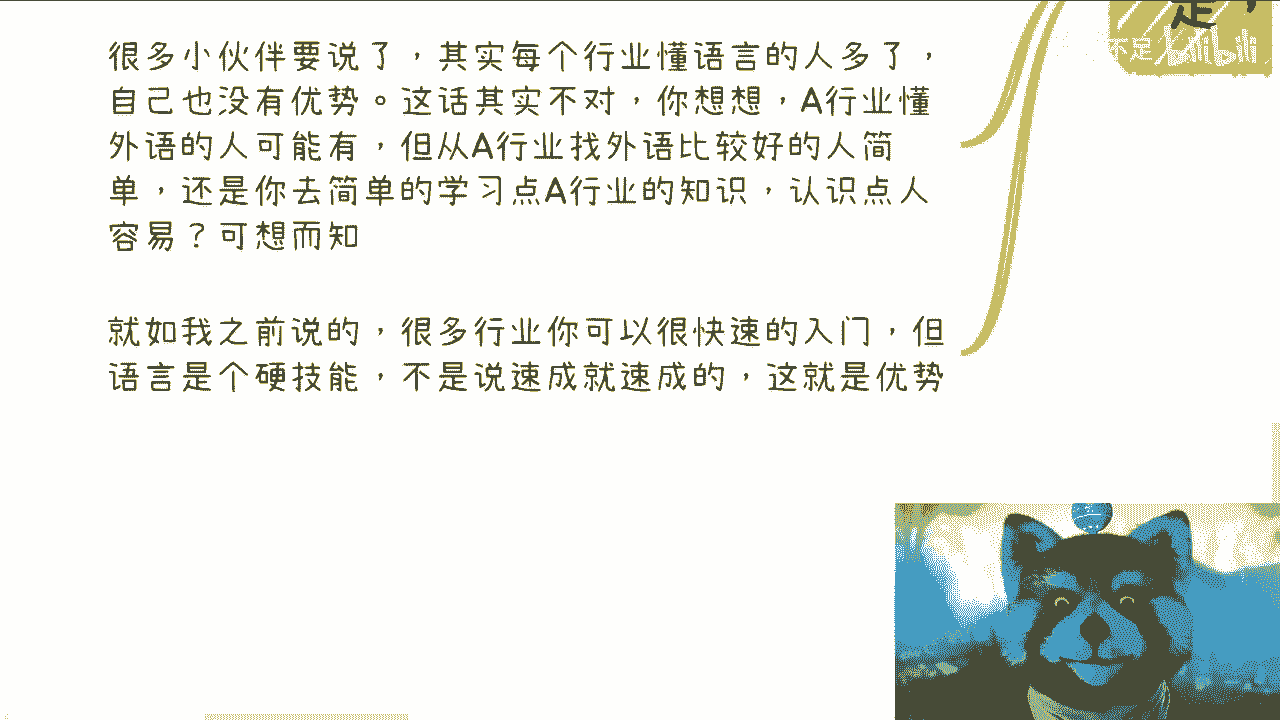 足，
不足 bilibili
很多小伙伴要说了，其实每个行业懂语言的人多了，
自己也没有优势。这话其实不对，你想想，A行业懂
外语的人可能有，但从A行业找外语比较好的人简
单，还是你去简单的学习点A行业的知识，认识点人
容易？可想而知
就如我之前说的，很多行业你可以很快速的入门，但
语言是个硬技能，不是说速成就速成的，这就是优势